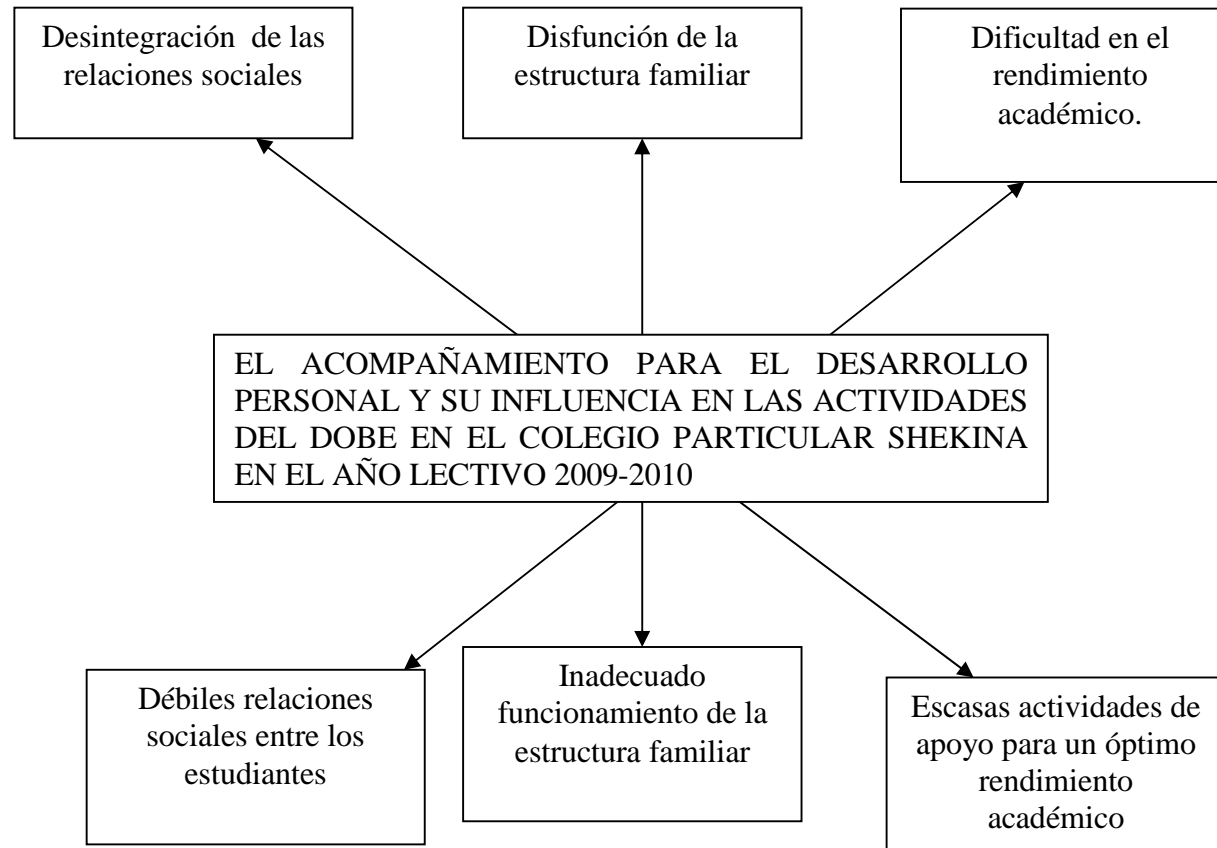 Desintegración de las
relaciones sociales
Disfunción de la
estructura familiar
Dificultad en el
rendimiento
académico.
EL ACOMPAÑAMIENTO PARA EL DESARROLLO
PERSONAL Y SU INFLUENCIA EN LAS ACTIVIDADES
DEL DOBE EN EL COLEGIO PARTICULAR SHEKINA
EN EL AÑO LECTIVO 2009-2010
Débiles relaciones
sociales entre los
estudiantes
Inadecuado
funcionamiento de la
estructura familiar
Escasas actividades de
apoyo para un óptimo
rendimiento
académico